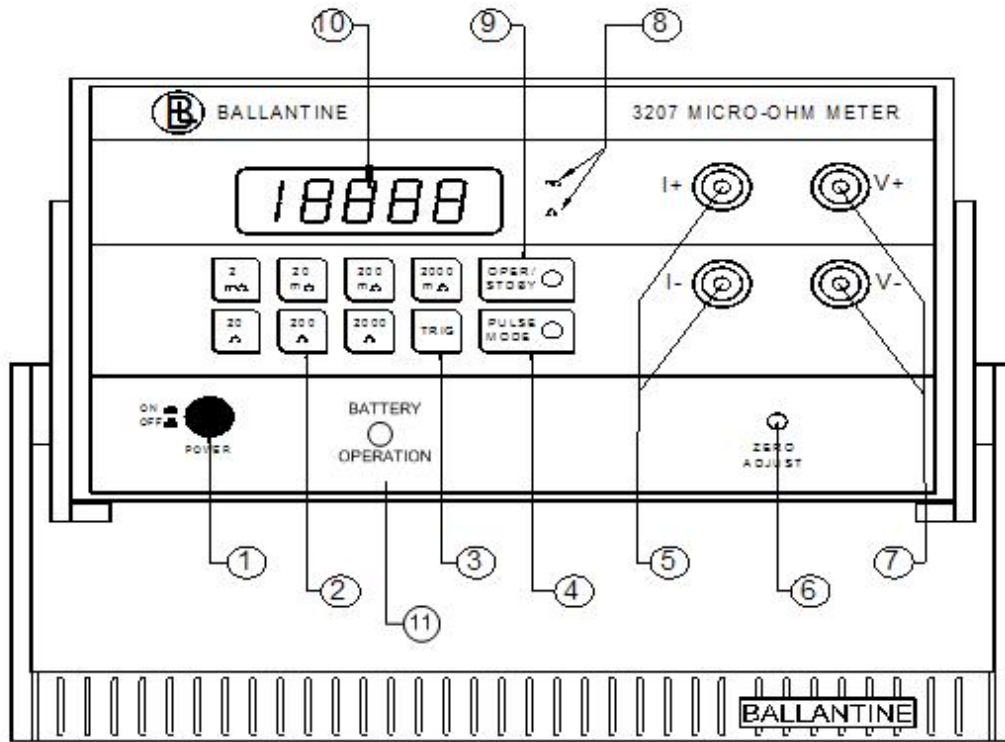 10 9 8
BL BALLANTINE 3207 MICRO-OHM METER
18888 mΩ I+ V+
Ω
2 mΩ 20 mΩ 200 mΩ 2000 mΩ OPER/ STDBY I- V-
20 Ω 200 Ω 2000 Ω TRIG PULSE MODE
ON
OFF
POWER
BATTERY
OPERATION
ZERO
ADJUST
1 2 3 4 5 6 7
11
BALLANTINE